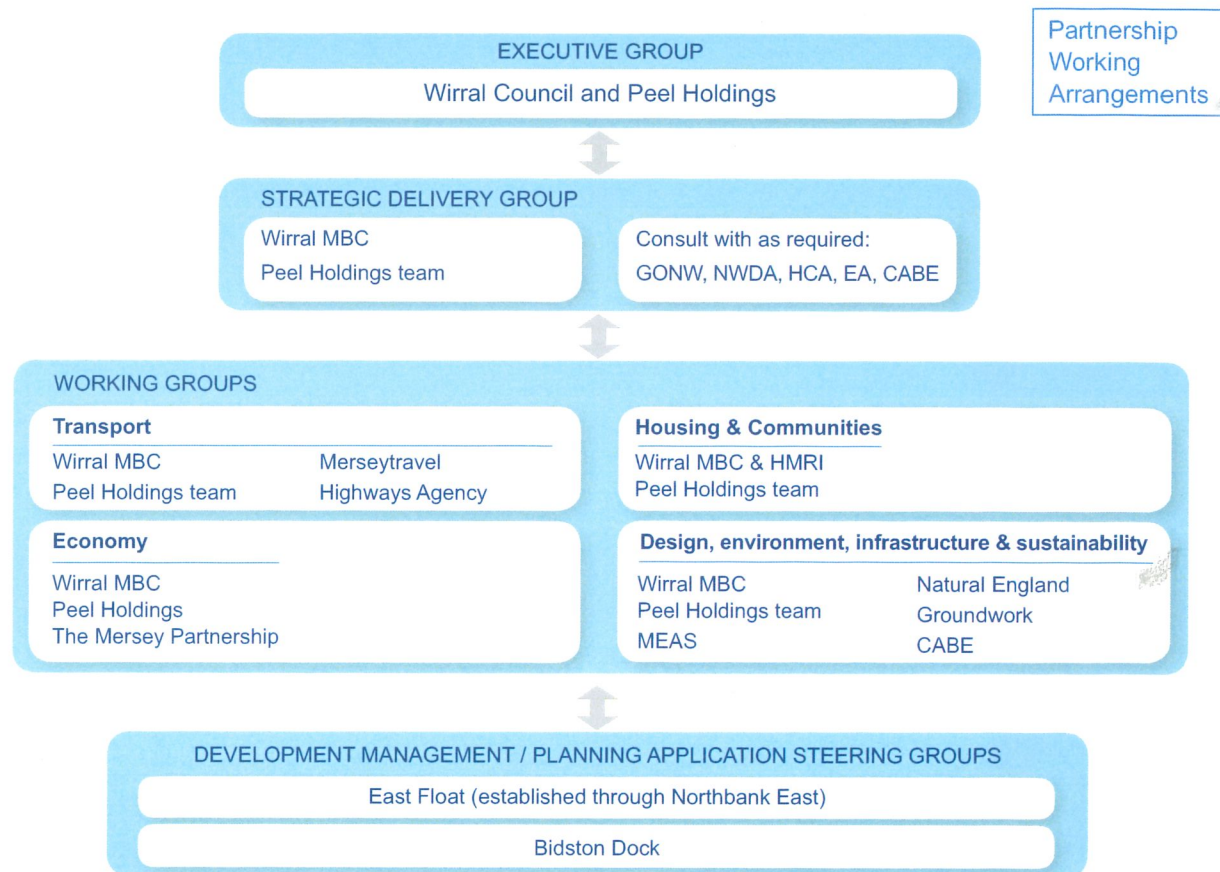 Partnership
Working
Arrangements
EXECUTIVE GROUP
Wirral Council and Peel Holdings
STRATEGIC DELIVERY GROUP
Wirral MBC
Peel Holdings team
Consult with as required:
GONW, NWDA, HCA, EA, CABE
WORKING GROUPS
Transport
Wirral MBC
Peel Holdings team
Merseytravel
Highways Agency
Housing & Communities
Wirral MBC & HMRI
Peel Holdings team
Economy
Wirral MBC
Peel Holdings
The Mersey Partnership
Design, environment, infrastructure & sustainability
Wirral MBC
Peel Holdings team
MEAS
Natural England
Groundwork
CABE
DEVELOPMENT MANAGEMENT / PLANNING APPLICATION STEERING GROUPS
East Float (established through Northbank East)
Bidston Dock